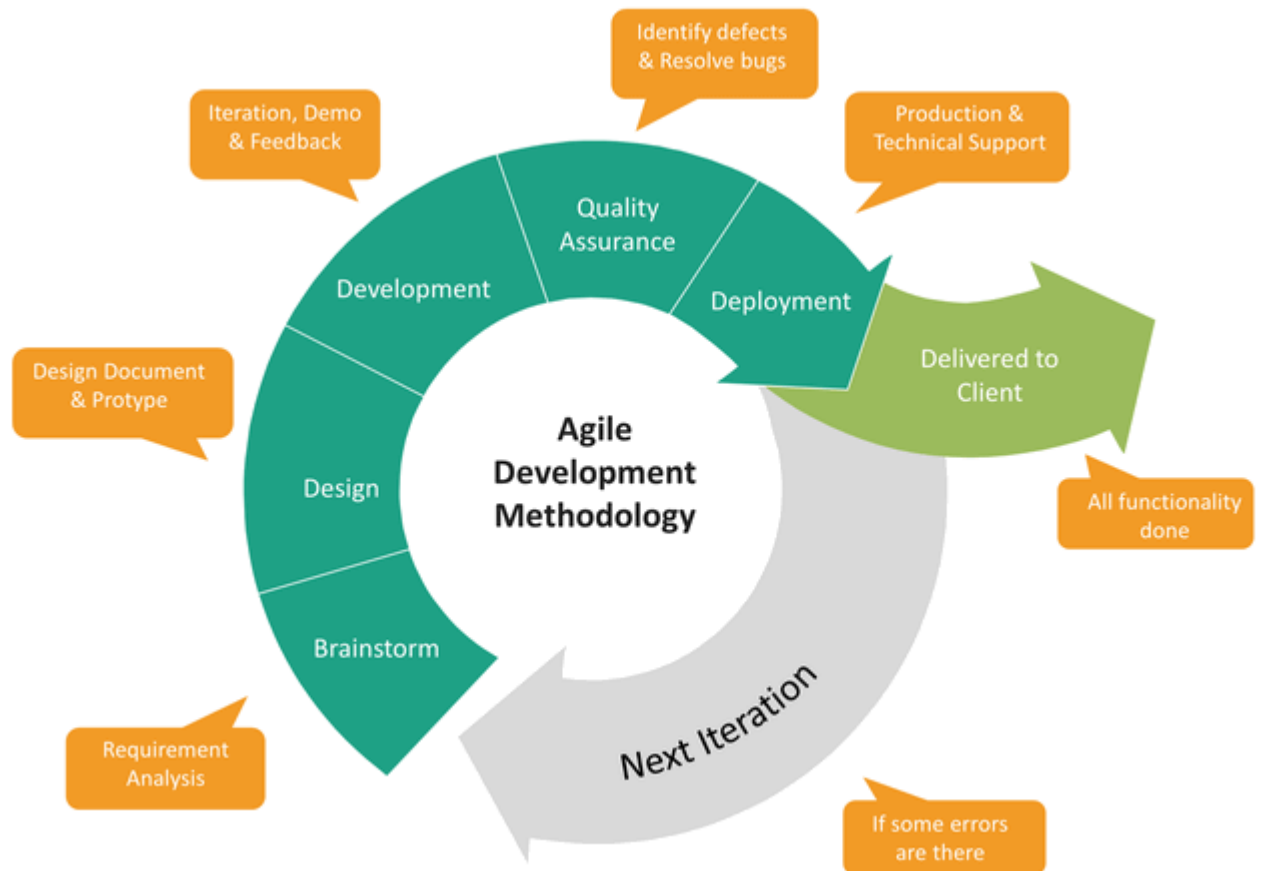 Identify defects
& Resolve bugs
Iteration, Demo
& Feedback
Production &
Technical Support
Quality
Assurance
Development
Deployment
Design Document
& Protype
Delivered to
Client
Agile
Development
Methodology
Design
All functionality
done
Brainstorm
Next Iteration
Requirement
Analysis
If some errors
are there